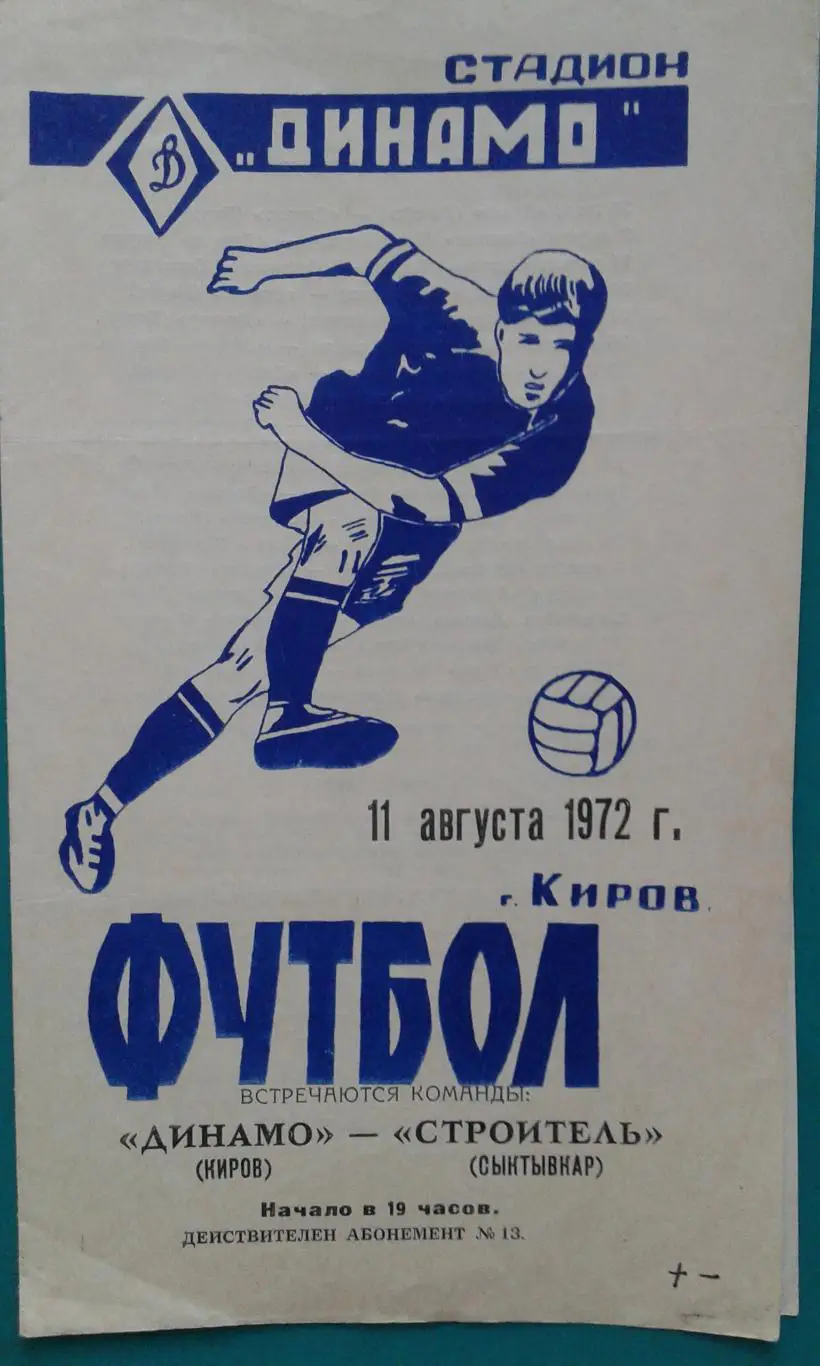 СТАДИОН
Д
„ДИНАМО"
11 августа 1972 г.
г. Киров.
ФУТБОЛ
ВСТРЕЧАЮТСЯ КОМАНДЫ:
«ДИНАМО» — «СТРОИТЕЛЬ»
(КИРОВ) (СЫКТЫВКАР)
Начало в 19 часов.
ДЕЙСТВИТЕЛЕН АБОНЕМЕНТ № 13.
+ –